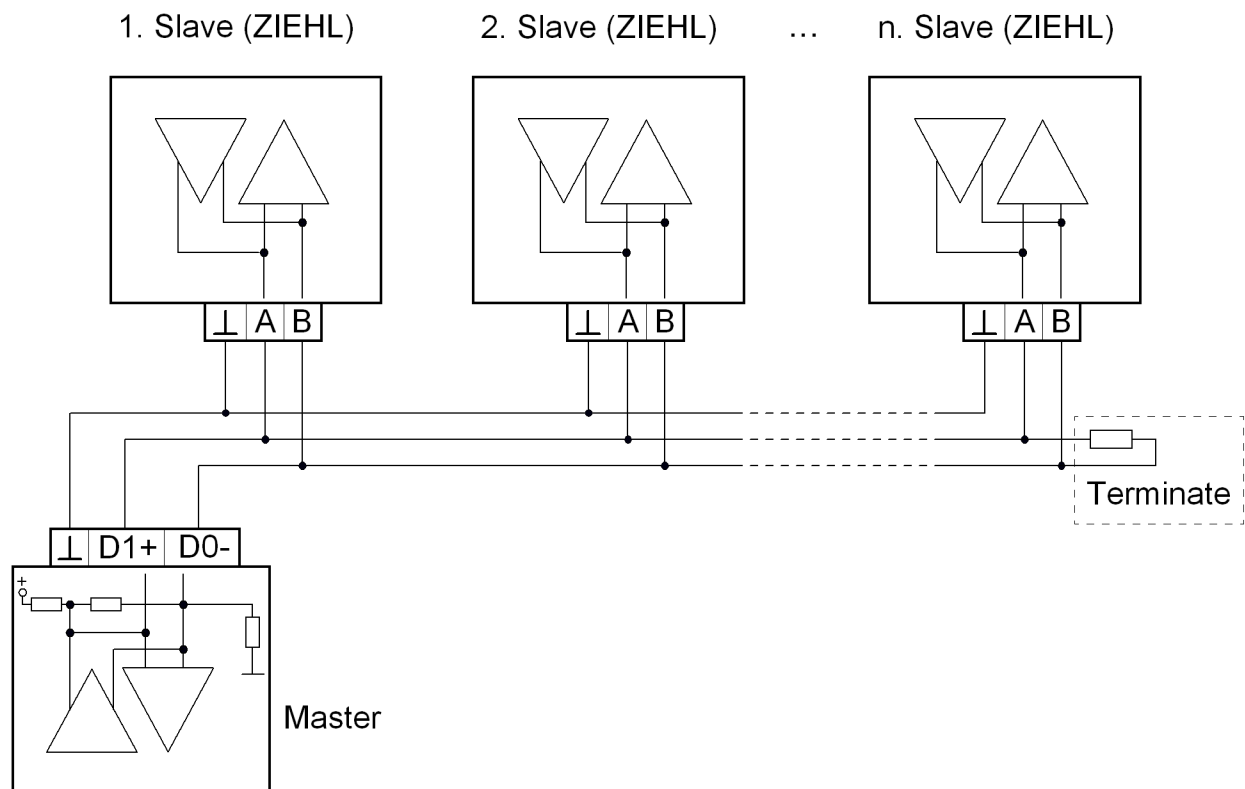 1. Slave (ZIEHL) 2. Slave (ZIEHL) ... n. Slave (ZIEHL)
⊥ A B ⊥ A B ⊥ A B
Terminate
⊥ D1+ D0-
+
Master